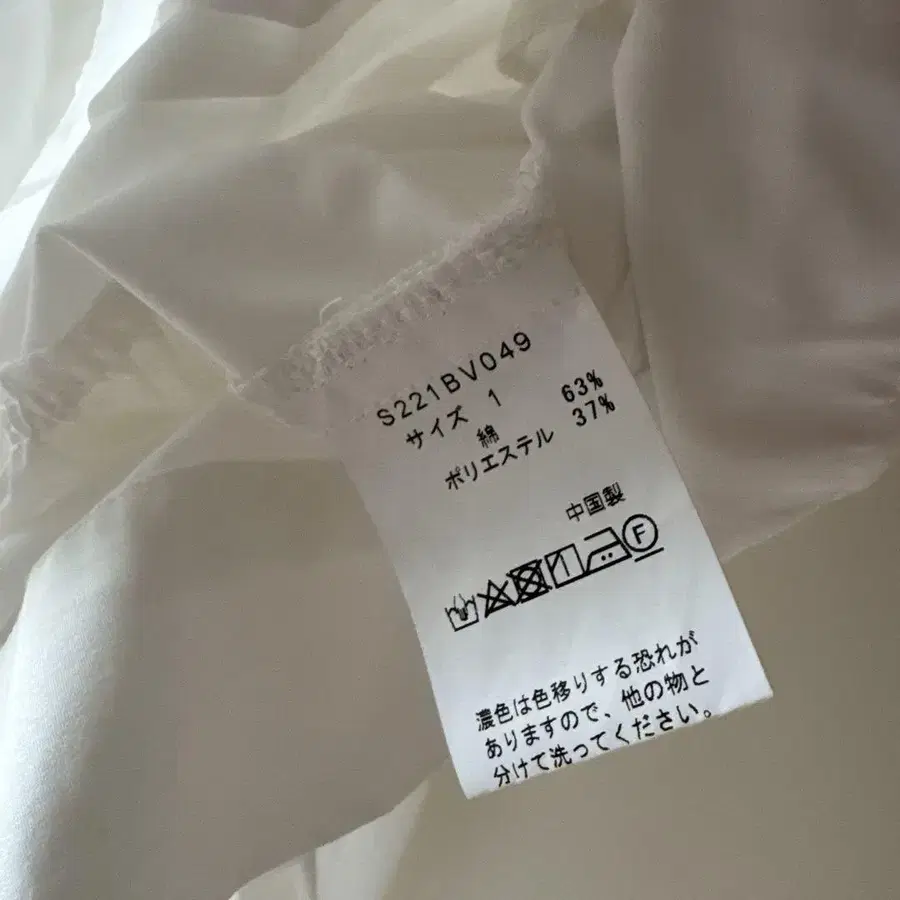 S221BV049
サイズ 1
綿 63%
ポリエステル 37%
中国製
F
濃色は色移りする恐れが
ありますので、他の物と
分けて洗ってください。